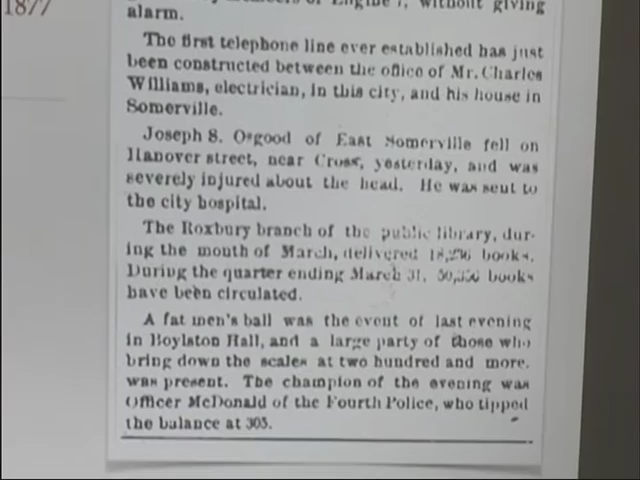 1877
members of Engine 7, without giving
alarm.
The first telephone line ever established has just
been constructed between the office of Mr. Charles
Williams, electrician, in this city, and his house in
Somerville.
Joseph S. Osgood of East Somerville fell on
Hanover street, near Cross, yesterday, and was
severely injured about the head. He was sent to
the city hospital.
The Roxbury branch of the public library, dur-
ing the month of March, delivered books.
During the quarter ending March 31, books
have been circulated.
A fat men's ball was the event of last evening
in Boylston Hall, and a large party of those who
bring down the scales at two hundred and more,
was present. The champion of the evening was
Officer McDonald of the Fourth Police, who tipped
the balance at 305.